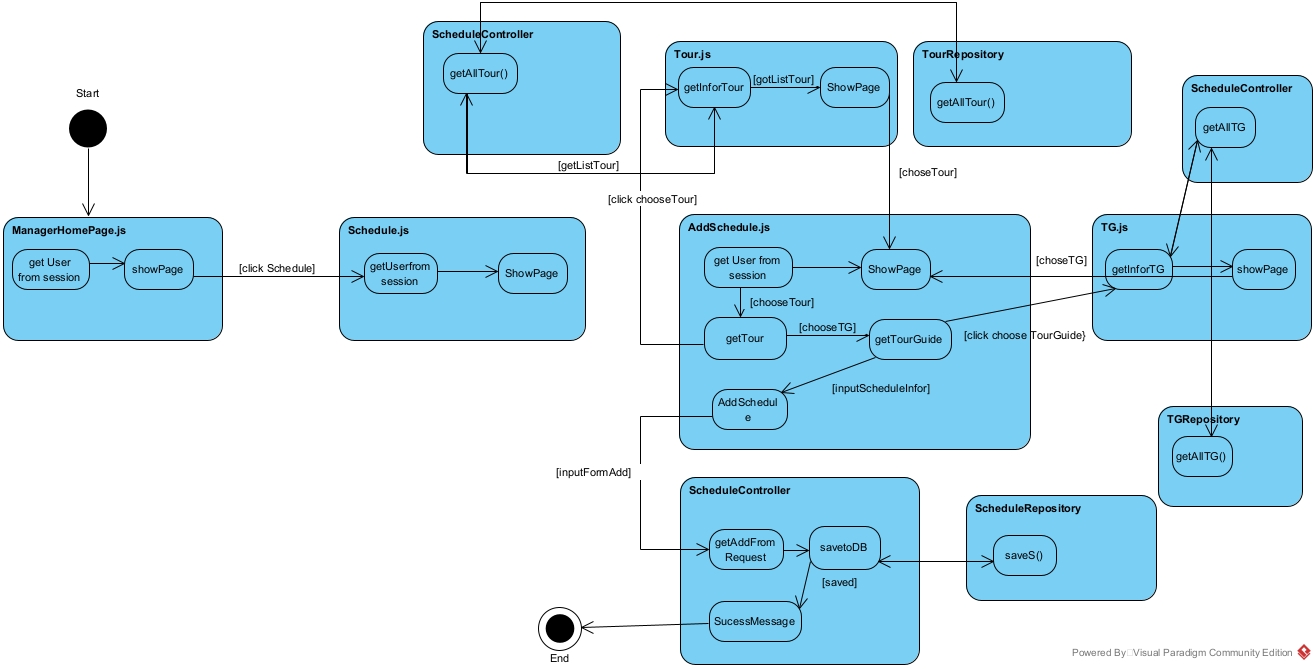 Start
ManagerHomePage.js
get User
from session
showPage
[click Schedule]
Schedule.js
getUserfrom
session
ShowPage
ScheduleController
getAllTour()
[getListTour]
Tour.js
getInforTour
[gotListTour]
ShowPage
[click chooseTour]
[choseTour]
TourRepository
getAllTour()
ScheduleController
getAllTG
AddSchedule.js
get User from
session
ShowPage
[chooseTour]
getTour
[chooseTG]
getTourGuide
[inputScheduleInfor]
AddSchedul
e
[choseTG]
[click choose TourGuide}
TG.js
getInforTG
showPage
TGRepository
getAllTG()
[inputFormAdd]
ScheduleController
getAddFrom
Request
savetoDB
[saved]
SucessMessage
ScheduleRepository
saveS()
End
Powered By Visual Paradigm Community Edition